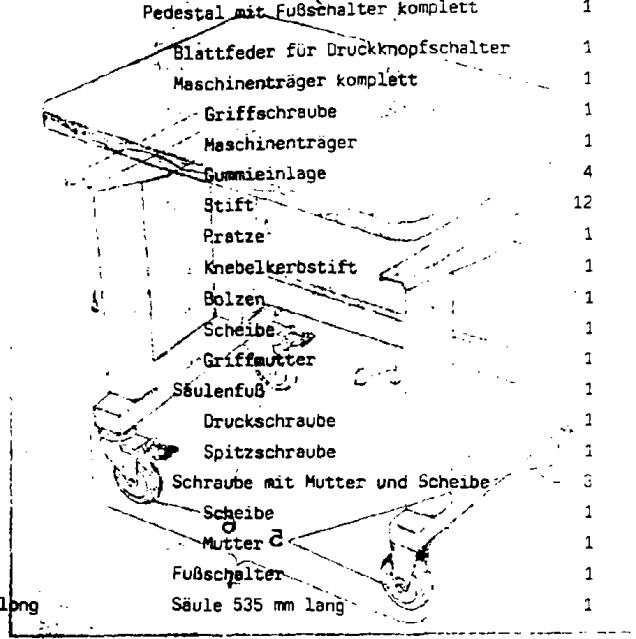 Pedestal mit Fußschalter komplett 1
Blattfeder für Druckknopfschalter 1
Maschinenträger komplett 1
Griffschraube 1
Maschinenträger 1
Gummieinlage 4
Stift 12
Pratze 1
Knebelkerbstift 1
Bolzen 1
Scheibe 1
Griffmutter 1
Säulenfuß 1
Druckschraube 1
Spitzschraube 1
Schraube mit Mutter und Scheibe 3
Scheibe 1
Mutter 1
Fußschalter 1
long Säule 535 mm lang 1